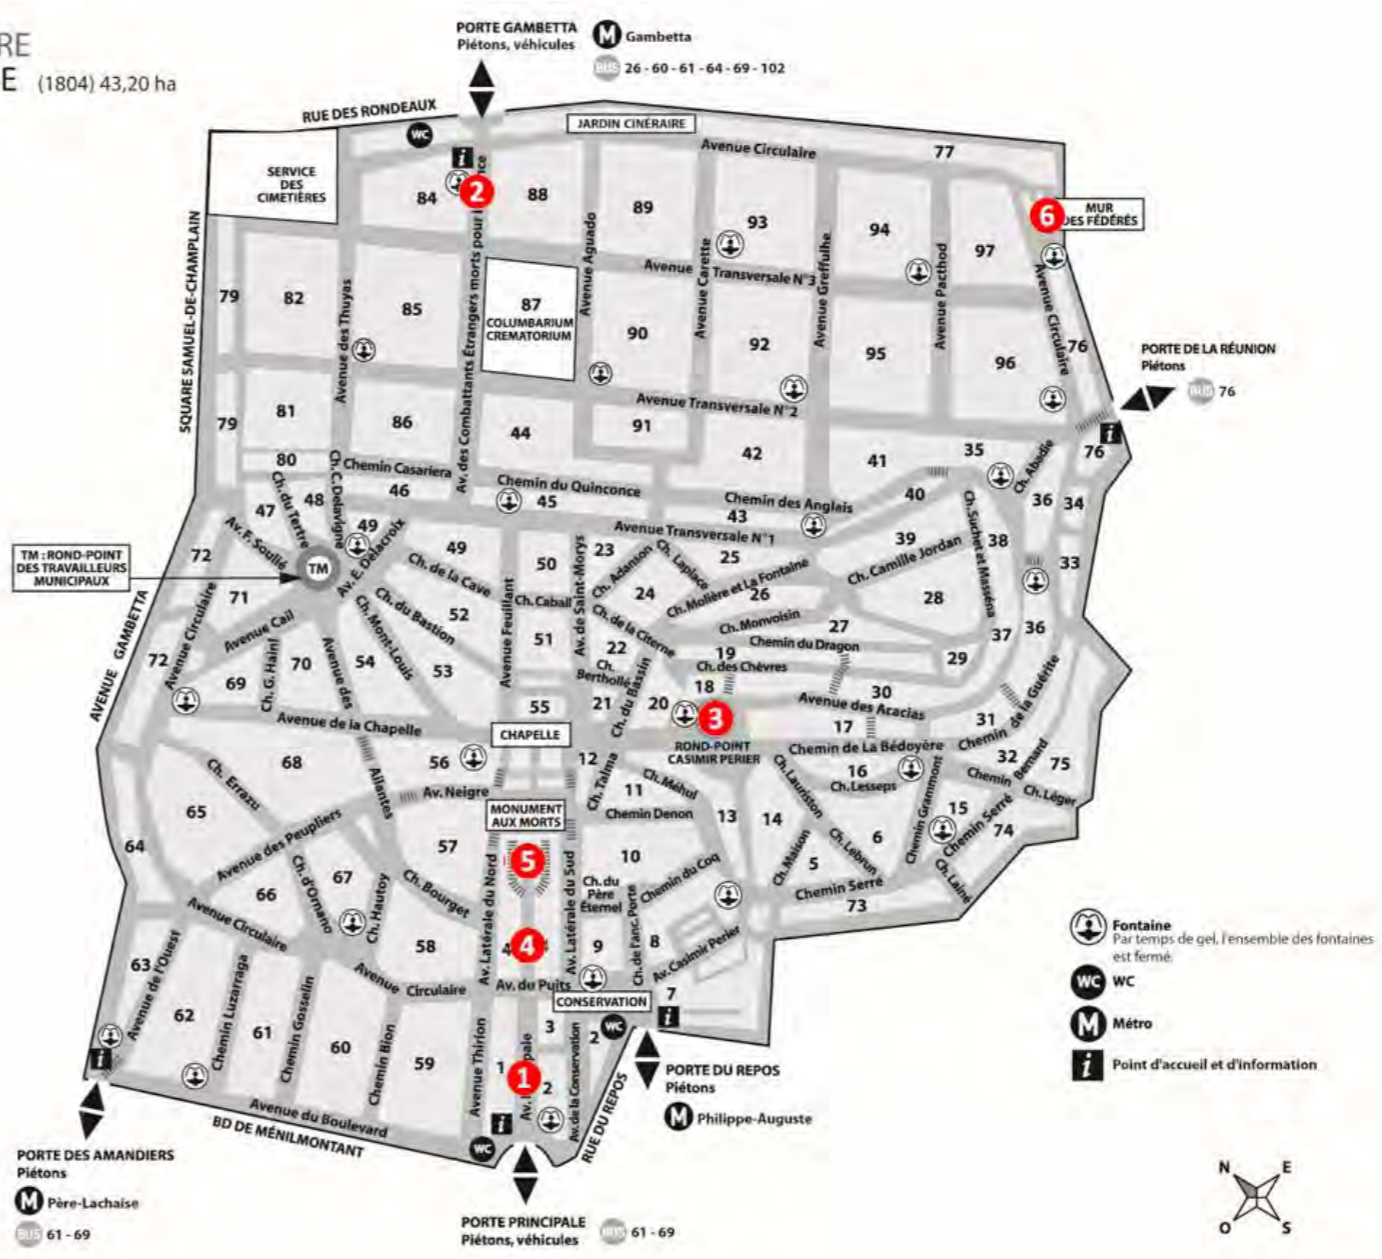 RE
E (1804) 43,20 ha
PORTE GAMBETTA
Piétons, véhicules
M Gambetta
BUS 26 - 60 - 61 - 64 - 69 - 102
RUE DES RONDEAUX
WC
JARDIN CINÉRAIRE
Avenue Circulaire
77
SERVICE
DES
CIMETIÈRES
i
84
2
88
89
93
94
97
6
MUR
DES FÉDÉRÉS
SQUARE SAMUEL-DE-CHAMPLAIN
Avenue des Thuyas
Av. des Combattants Étrangers morts pour
Avenue Aguado
Avenue Carette
Avenue Greffulhe
Avenue Pacthod
Avenue Circulaire
Avenue Transversale N°3
79
82
85
87
COLUMBARIUM
CREMATORIUM
90
92
95
96
76
PORTE DE LA RÉUNION
Piétons
BUS 76
i
Avenue Transversale N°2
79
81
86
44
91
42
41
35
76
80
Chemin Casariera
46
Chemin du Quinconce
45
Chemin des Anglais
43
40
Ch. Abadie
36
34
Ch. C. Delavigne
Ch. du Tertre
47
48
49
Av. F. Soulié
Av. E. Delacroix
Avenue Transversale N°1
TM : ROND-POINT
DES TRAVAILLEURS
MUNICIPAUX
TM
72
71
49
Ch. de la Cave
50
23
Ch. Adanson
Ch. Laplace
25
39
Ch. Camille Jordan
38
Ch. Suchet et Masséna
33
Ch. du Bastion
52
Avenue Feuillant
Ch. Cabail
Av. de Saint-Morys
24
Ch. Molière et La Fontaine
26
28
Ch. Mont-Louis
Avenue Cail
Avenue Circulaire
AVENUE GAMBETTA
51
Ch. de la Citerne
Ch. Monvoisin
27
Chemin du Dragon
37
36
72
69
Ch. G. Hainl
70
Avenue des
Ailantes
54
53
22
Ch.
Berthollé
19
Ch. des Chèvres
29
18
20
21
Ch. du Bassin
3
30
Avenue des Acacias
31
Chemin de la Guérite
Avenue de la Chapelle
55
CHAPELLE
17
ROND-POINT
CASIMIR PERIER
Chemin de La Bédoyère
32
75
68
56
12
Ch. Talma
Ch. Méhul
11
16
Ch. Lesseps
Chemin Bernard
Ch. Léger
Ch. Errazu
65
Av. Neigre
MONUMENT
AUX MORTS
Chemin Denon
13
14
Ch. Lauriston
Chemin Grammont
15
Chemin Serré
74
64
Avenue des Peupliers
57
5
10
Ch. Maison
5
Ch. Lebrun
6
Ch. Lainé
66
Ch. d'Ornano
67
Ch. Hautoy
Ch. Bourget
Av. Latérale du Nord
Av. Latérale du Sud
Ch. du
Père
Éternel
Ch. de l'anc. Porte
Chemin du Coq
Chemin Serré
73
Avenue Circulaire
58
4
4
9
8
Av. Casimir Perier
63
Avenue de l'Ouest
Avenue Circulaire
Av. du Puits
CONSERVATION
7
i
62
Chemin Luzarraga
61
Chemin Gosselin
60
Chemin Bion
59
Avenue Thirion
1
1
3
2
2
WC
Av. de la Conservation
i
WC
i
Avenue du Boulevard
BD DE MÉNILMONTANT
RUE DU REPOS
PORTE DES AMANDIERS
Piétons
M Père-Lachaise
BUS 61 - 69
PORTE PRINCIPALE
Piétons, véhicules
BUS 61 - 69
PORTE DU REPOS
Piétons
M Philippe-Auguste
Fontaine
Par temps de gel, l'ensemble des fontaines
est fermé.
WC WC
M Métro
i Point d'accueil et d'information
N E
O S